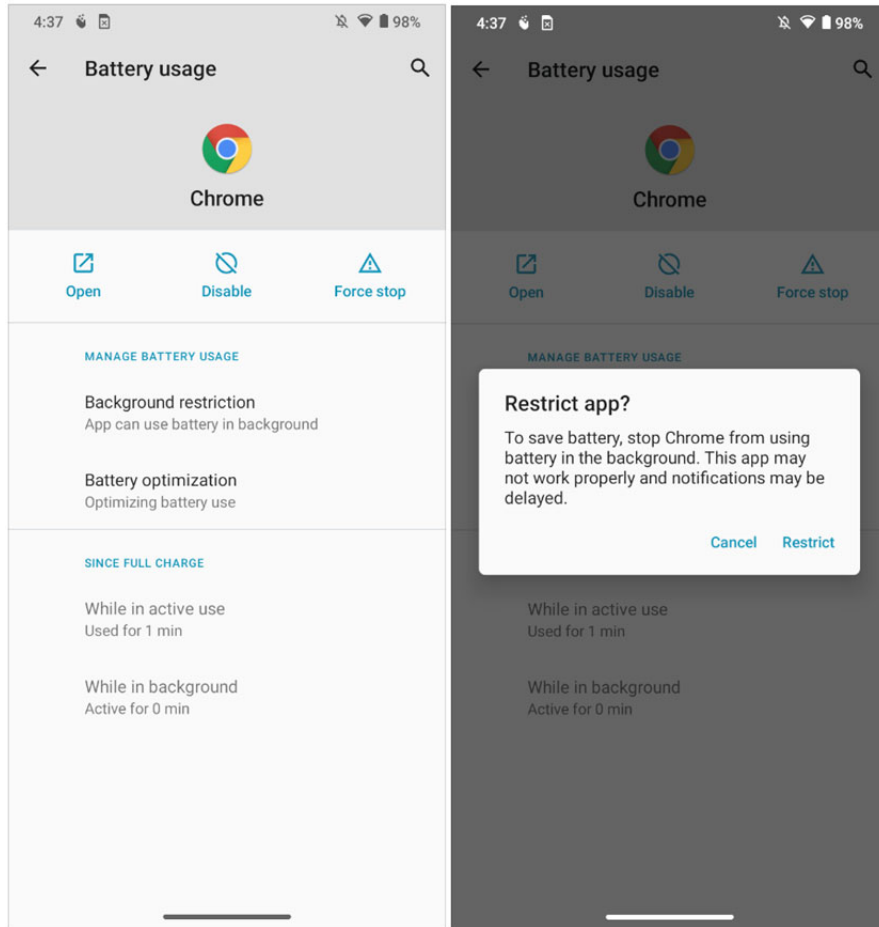 4:37
98%
Battery usage
Chrome
Open
Disable
Force stop
MANAGE BATTERY USAGE
Background restriction
App can use battery in background
Battery optimization
Optimizing battery use
SINCE FULL CHARGE
While in active use
Used for 1 min
While in background
Active for 0 min
4:37
98%
Battery usage
Chrome
Open
Disable
Force stop
MANAGE BATTERY USAGE
Restrict app?
To save battery, stop Chrome from using
battery in the background. This app may
not work properly and notifications may be
delayed.
Cancel
Restrict
While in active use
Used for 1 min
While in background
Active for 0 min